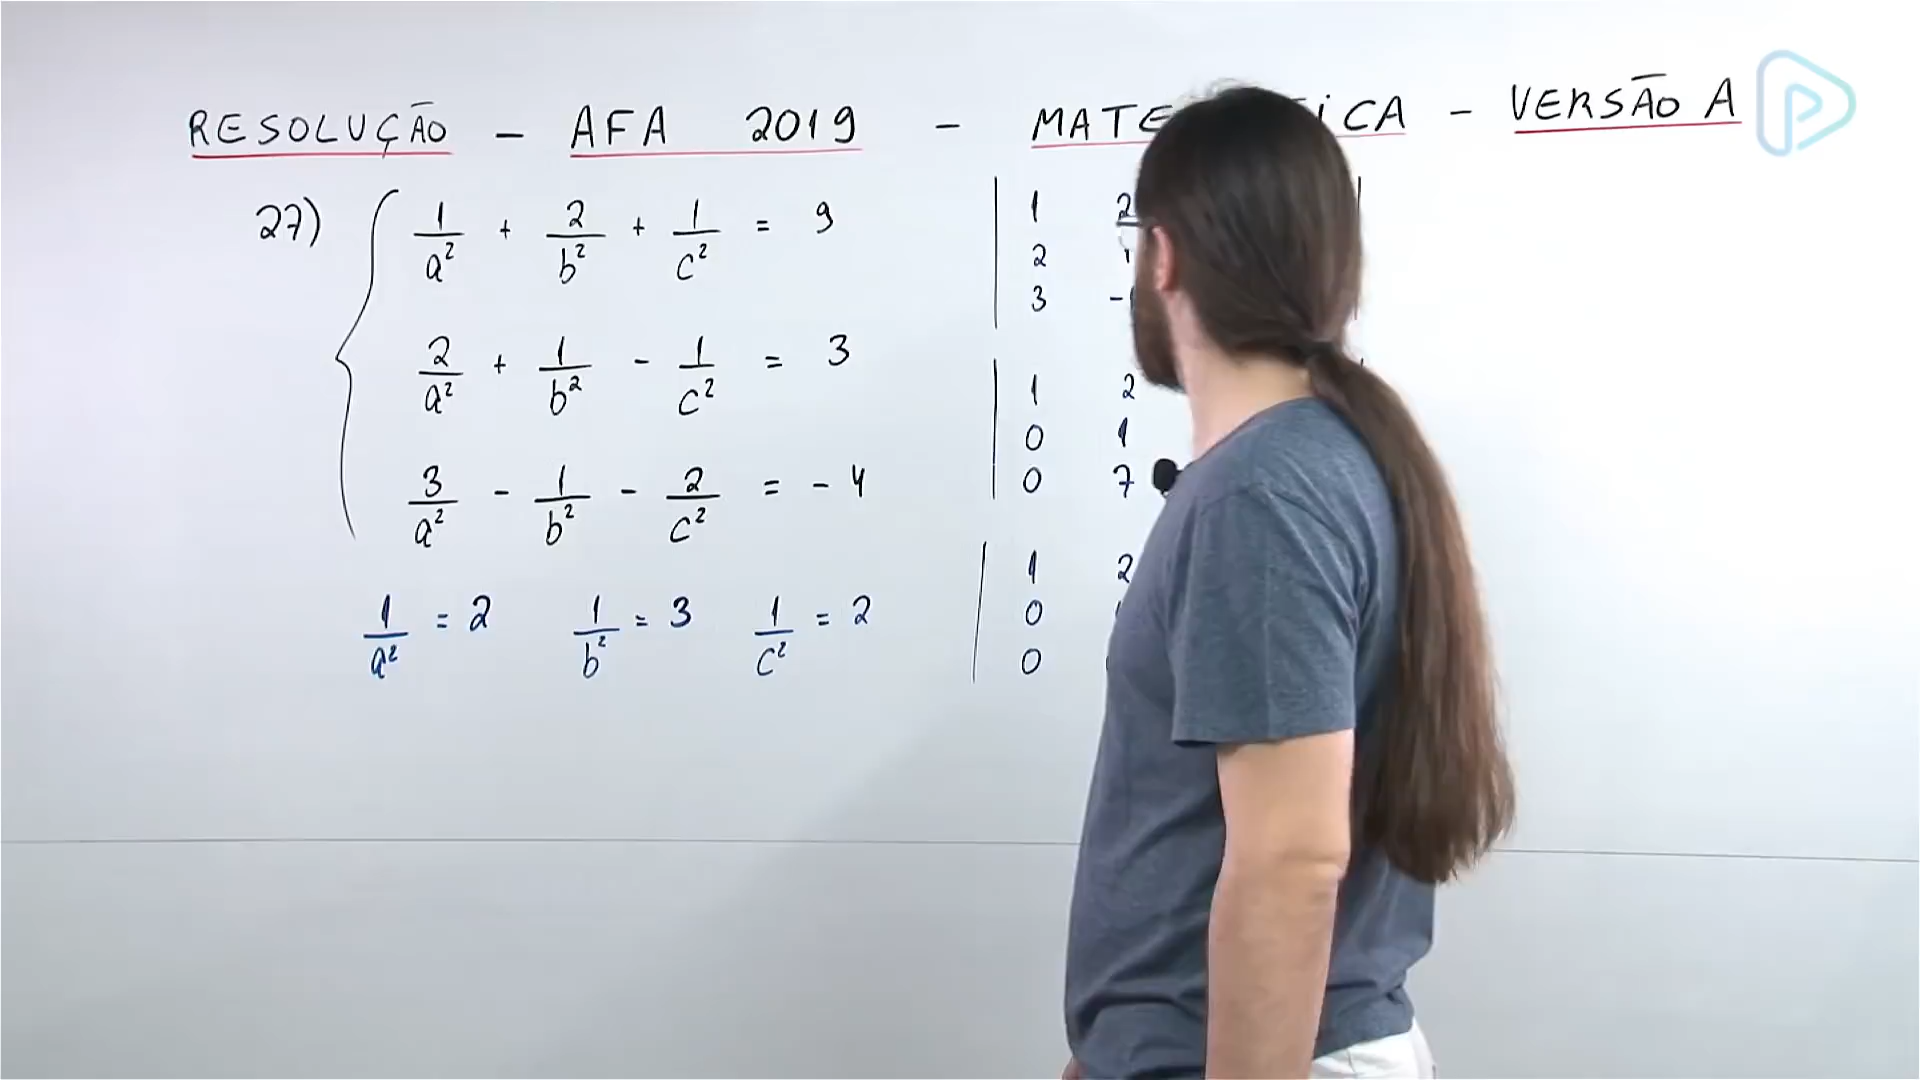 RESOLUÇÃO - AFA 2019 - VERSÃO A
27) 1/a² + 2/b² + 1/c² = 9
2/a² + 1/b² - 1/c² = 3
3/a² - 1/b² - 2/c² = -4
1/a² = 2 1/b² = 3 1/c² = 2
1 2
2
3
1 2
0 1
0 7
1 2
0
0